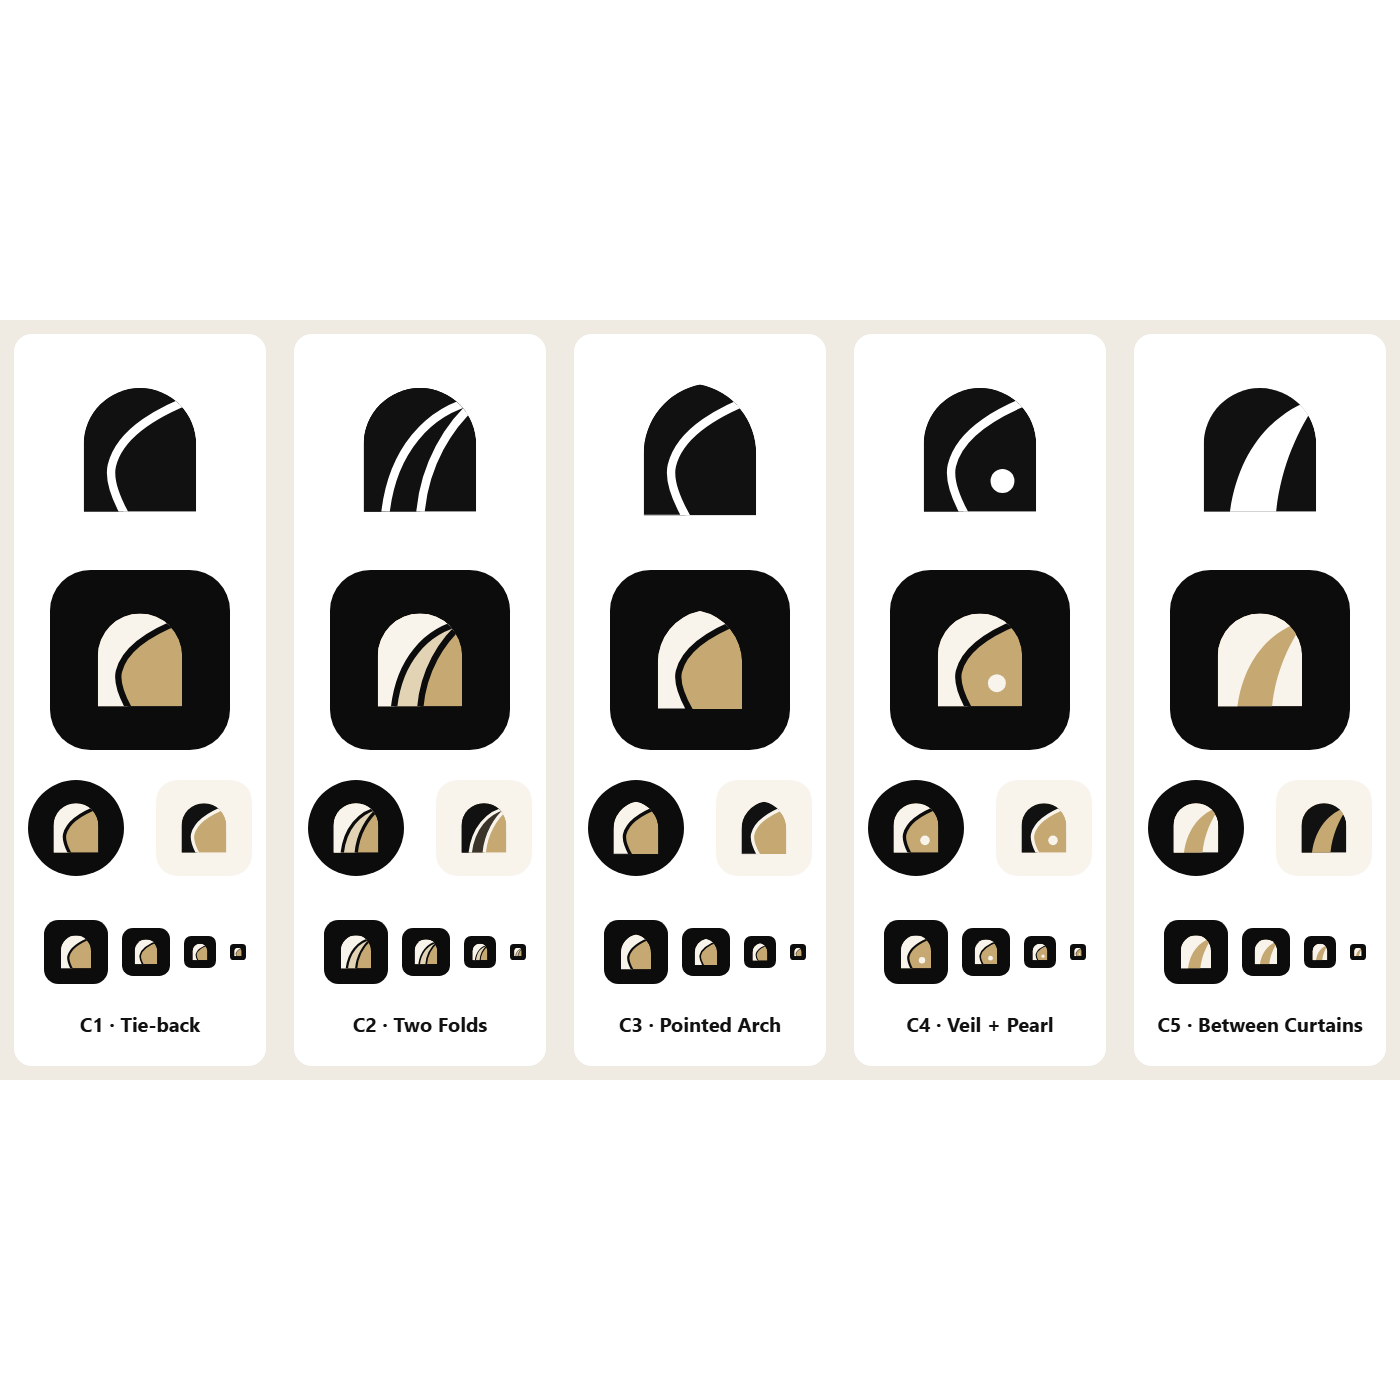 C1 · Tie-back
C2 · Two Folds
C3 · Pointed Arch
C4 · Veil + Pearl
C5 · Between Curtains